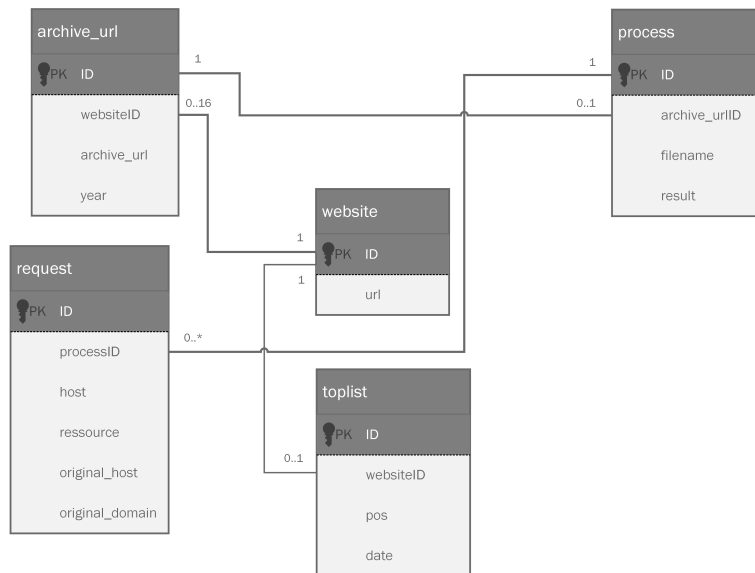 archive_url
PK ID
websiteID
archive_url
year
1
0..16
process
PK ID
archive_urlID
filename
result
1
0..1
website
PK ID
url
1
1
request
PK ID
processID
host
ressource
original_host
original_domain
0..*
toplist
PK ID
websiteID
pos
date
0..1